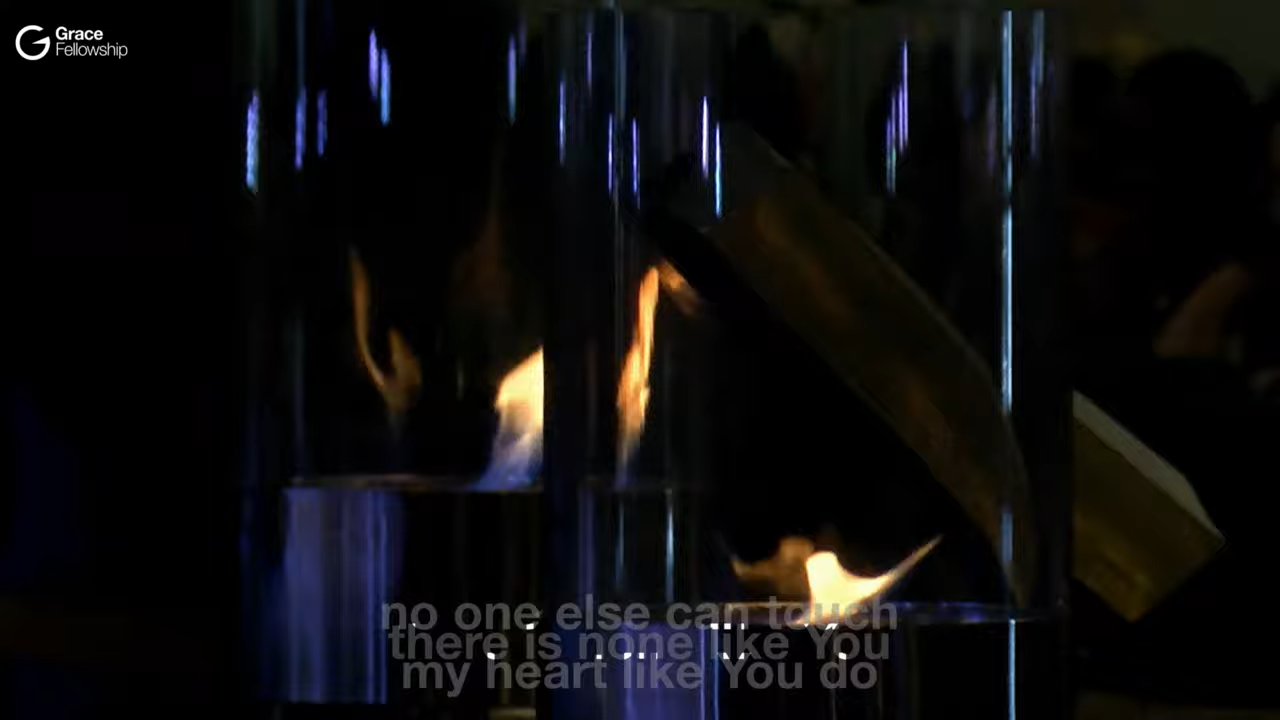 Grace
Fellowship
no one else can touch
there is none like You
my heart like You do